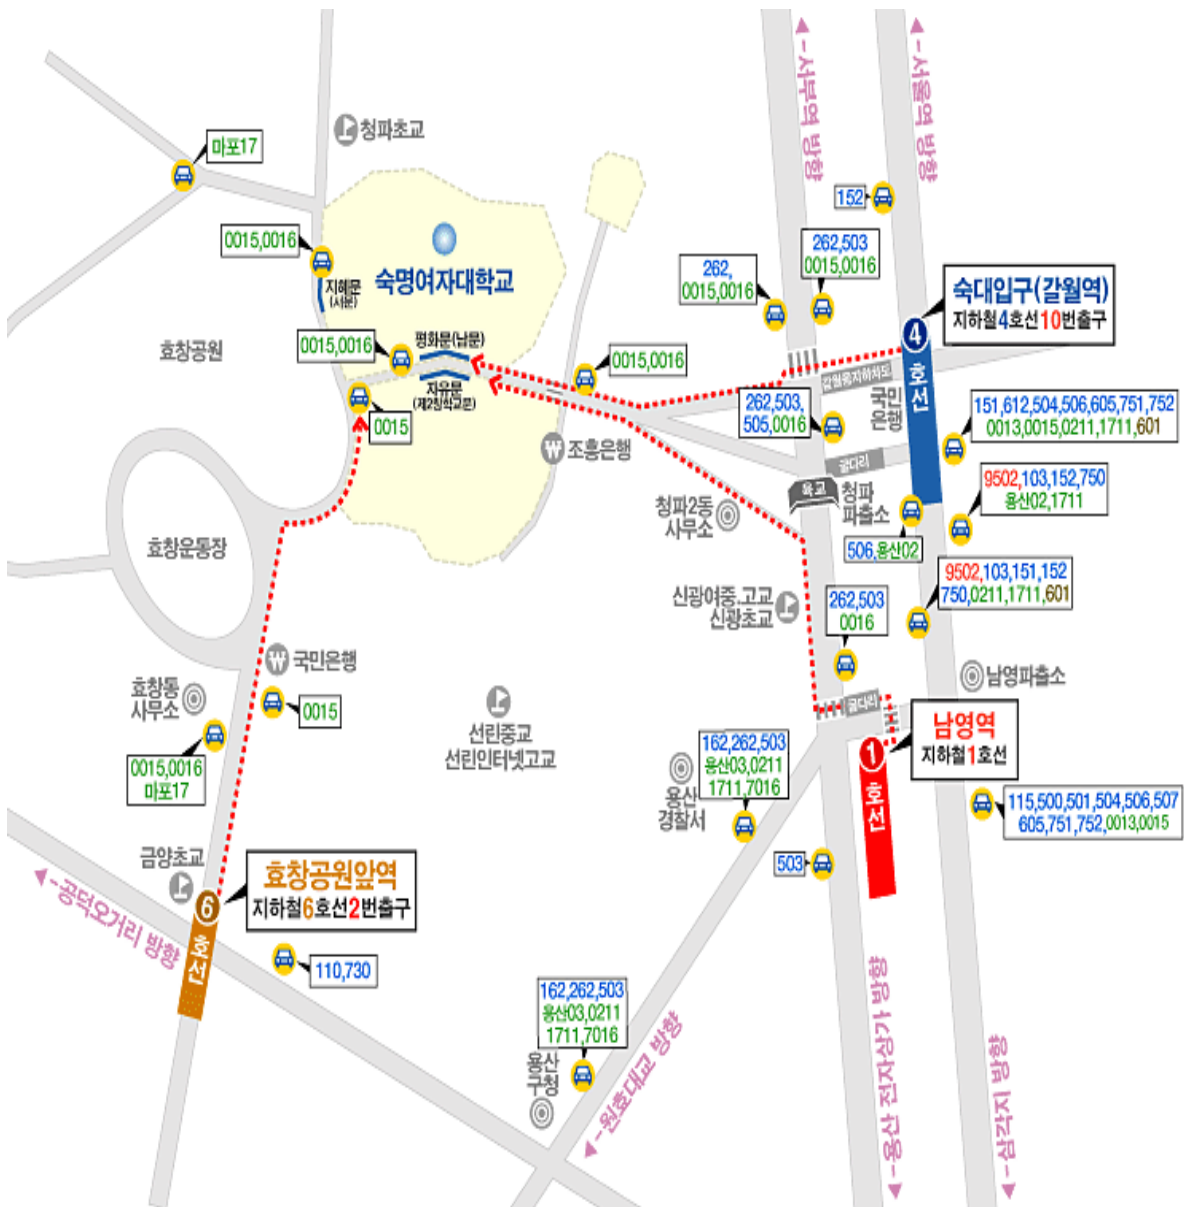 서부역 방향
서울역 방향
청파초교
마포17
152
0015,0016
262,503
0015,0016
262,
0015,0016
숙대입구(갈월역)
지하철4호선10번출구
숙명여자대학교
지혜문
(서문)
평화문(남문)
효창공원
0015,0016
0015,0016
4
호선
갈월동지하차도
국민
은행
자유문
(제2창학교문)
0015
262,503,
505,0016
151,612,504,506,605,751,752
0013,0015,0211,1711,601
조흥은행
굴다리
육교
청파
파출소
9502,103,152,750
용산02,1711
청파2동
사무소
효창운동장
506,용산02
9502,103,151,152
750,0211,1711,601
신광여중.고교
신광초교
262,503
0016
국민은행
남영파출소
효창동
사무소
0015
굴다리
선린중교
선린인터넷고교
남영역
지하철1호선
162,262,503
용산03,0211
1711,7016
0015,0016
마포17
용산
경찰서
1
호선
115,500,501,504,506,507
605,751,752,0013,0015
503
금양초교
효창공원앞역
지하철6호선2번출구
6
호선
공덕오거리 방향
110,730
162,262,503
용산03,0211
1711,7016
용산
구청
원효대교 방향
용산 전자상가 방향
삼각지 방향